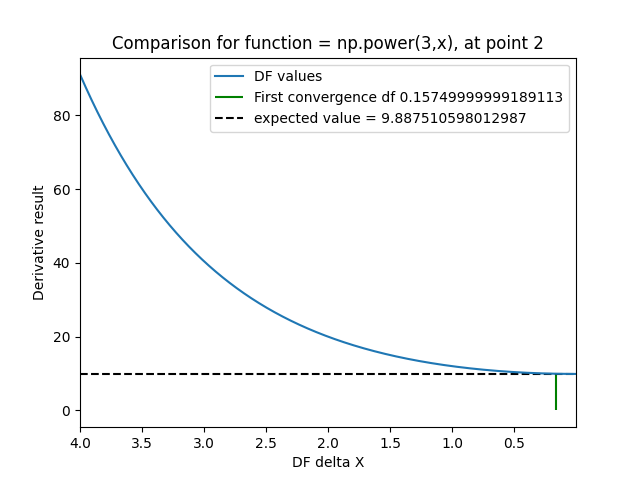 Comparison for function = np.power(3,x), at point 2
DF values
First convergence df 0.15749999999189113
expected value = 9.887510598012987
80
60
40
20
0
Derivative result
4.0 3.5 3.0 2.5 2.0 1.5 1.0 0.5
DF delta X